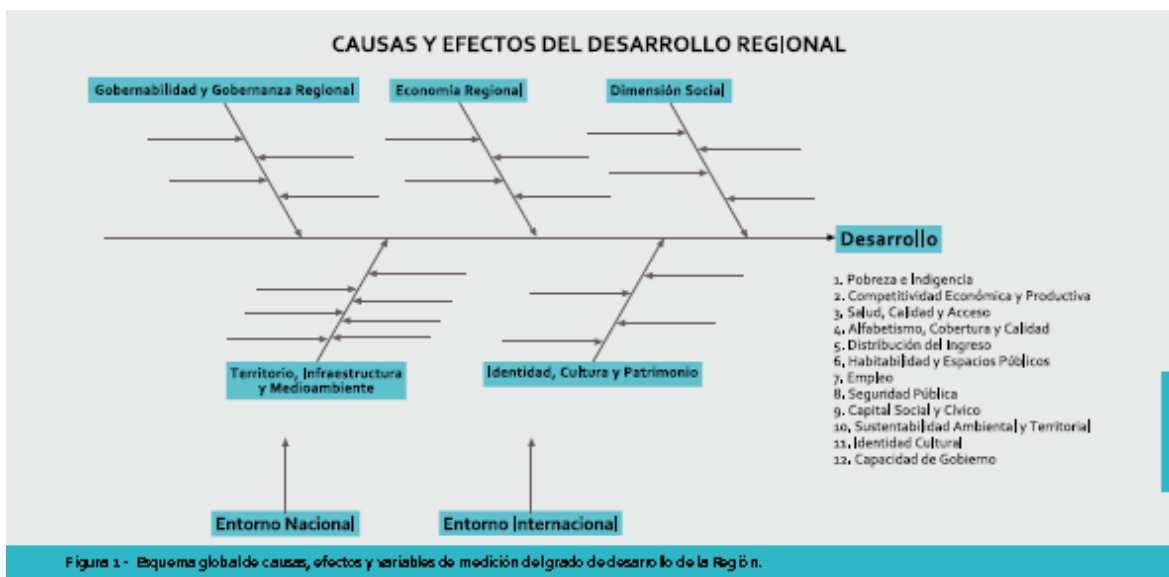 CAUSAS Y EFECTOS DEL DESARROLLO REGIONAL
Gobernabilidad y Gobernanza Regional
Economía Regional
Dimensión Social
Desarrollo
1. Pobreza e Indigencia
2. Competitividad Económica y Productiva
3. Salud, Calidad y Acceso
4. Alfabetismo, Cobertura y Calidad
5. Distribución del Ingreso
6. Habitabilidad y Espacios Públicos
7. Empleo
8. Seguridad Pública
9. Capital Social y Cívico
10. Sustentabilidad Ambiental y Territorial
11. Identidad Cultural
12. Capacidad de Gobierno
Territorio, Infraestructura
y Medioambiente
Identidad, Cultura y Patrimonio
Entorno Nacional
Entorno Internacional
Figura 1 - Esquema global de causas, efectos y variables de medición del grado de desarrollo de la Región.